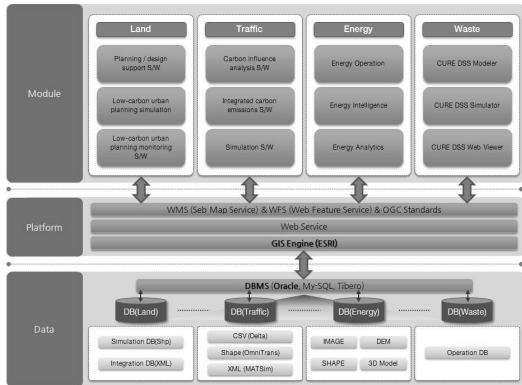 Land
Traffic
Energy
Waste
Module
Planning / design
support S/W
Low-carbon urban
planning simulation
Low-carbon urban
planning monitoring
S/W
Carbon influence
analysis S/W
Integrated carbon
emissions S/W
Simulation S/W
Energy Operation
Energy Intelligence
Energy Analytics
CURE DSS Modeler
CURE DSS Simulator
CURE DSS Web Viewer
Platform
WMS (Seb Map Service) & WFS (Web Feature Service) & OGC Standards
Web Service
GIS Engine (ESRI)
Data
DBMS (Oracle, My-SQL, Tibero)
DB(Land)
DB(Traffic)
DB(Energy)
DB(Waste)
Simulation DB(Shp)
Integration DB(XML)
CSV (Delta)
Shape (OmniTrans)
XML (MATSim)
IMAGE
DEM
SHAPE
3D Model
Operation DB